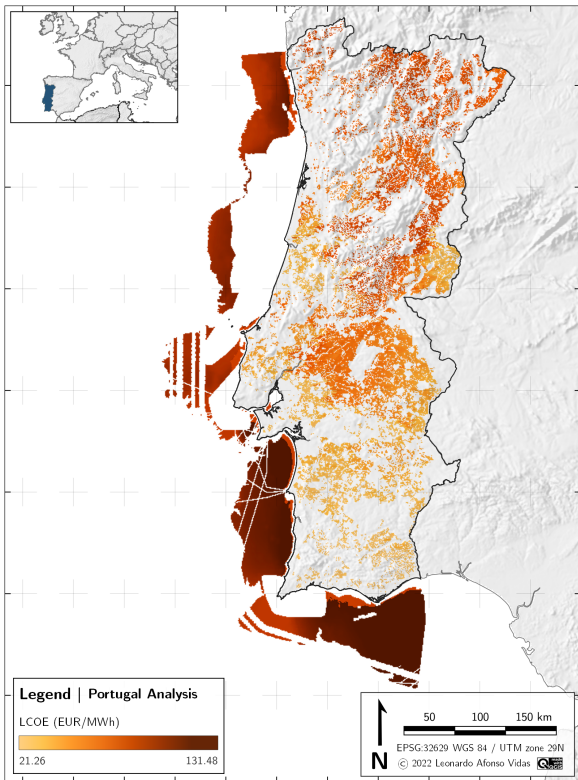 Legend | Portugal Analysis
LCOE (EUR/MWh)
21.26 131.48
50 100 150 km
N
EPSG:32629 WGS 84 / UTM zone 29N
© 2022 Leonardo Afonso Vidas